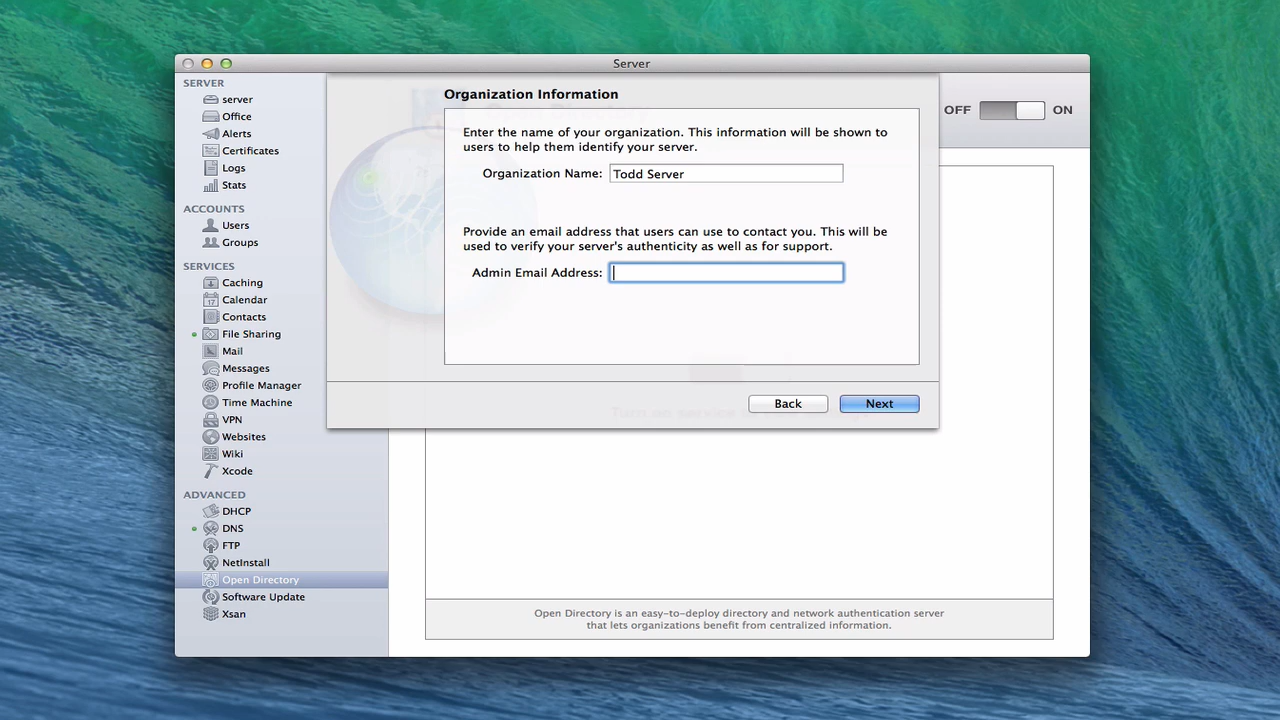 Server
SERVER
server
Office
Alerts
Certificates
Logs
Stats
ACCOUNTS
Users
Groups
SERVICES
Caching
Calendar
Contacts
File Sharing
Mail
Messages
Profile Manager
Time Machine
VPN
Websites
Wiki
Xcode
ADVANCED
DHCP
DNS
FTP
NetInstall
Open Directory
Software Update
Xsan
Organization Information
Enter the name of your organization. This information will be shown to
users to help them identify your server.
Organization Name: Todd Server
Provide an email address that users can use to contact you. This will be
used to verify your server's authenticity as well as for support.
Admin Email Address:
Back Next
OFF ON
Open Directory is an easy-to-deploy directory and network authentication server
that lets organizations benefit from centralized information.